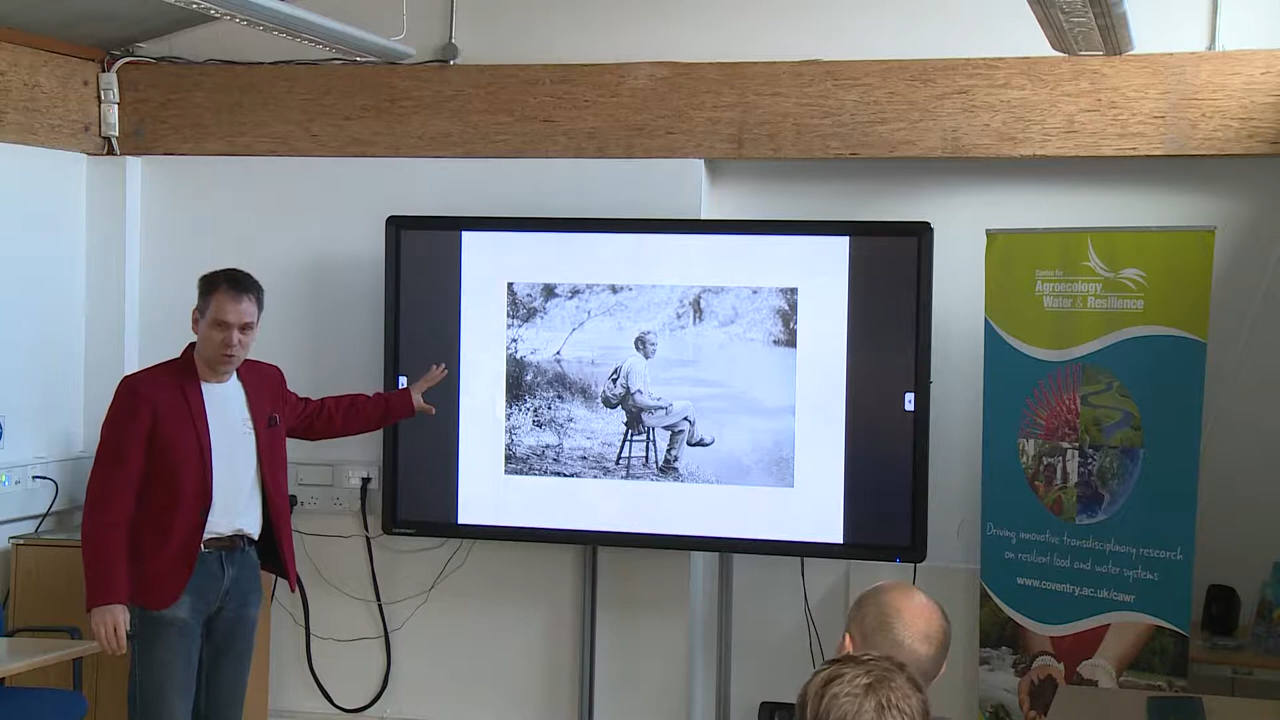 Centre for
Agroecology,
Water & Resilience
Driving innovative transdisciplinary research
on resilient food and water systems
www.coventry.ac.uk/cawr